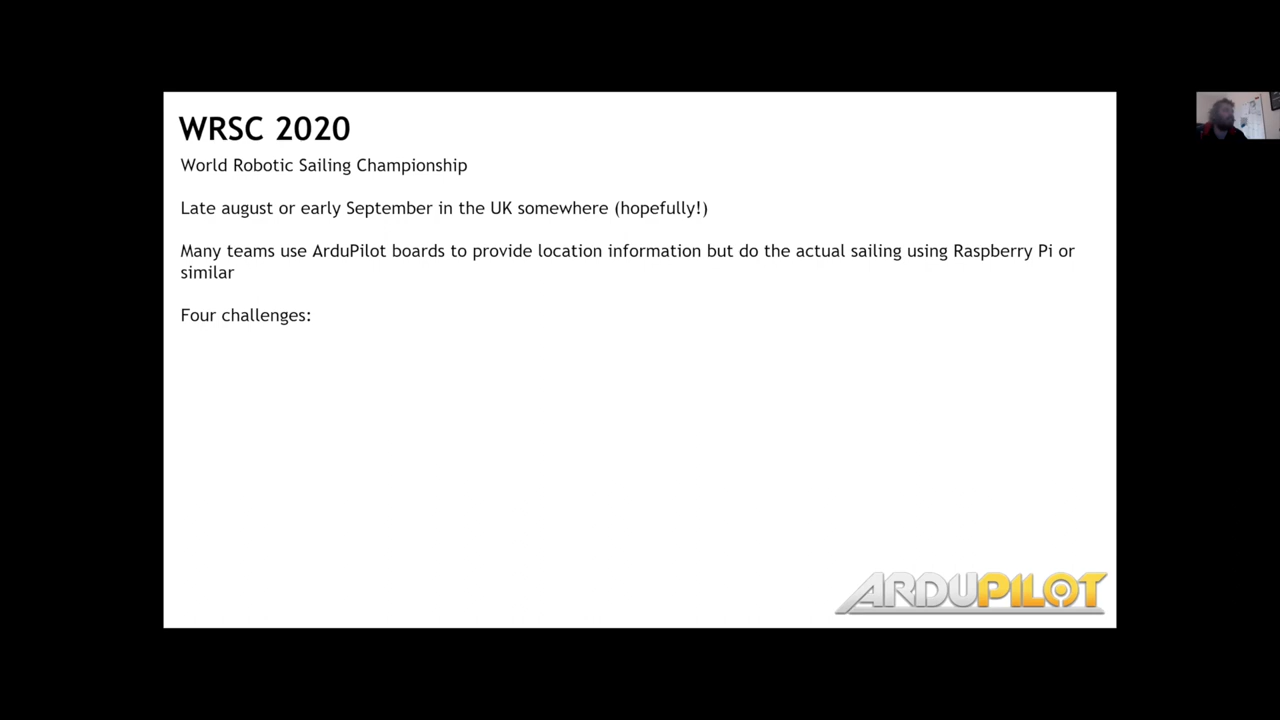 WRSC 2020
World Robotic Sailing Championship
Late august or early September in the UK somewhere (hopefully!)
Many teams use ArduPilot boards to provide location information but do the actual sailing using Raspberry Pi or
similar
Four challenges:
ARDUPILOT